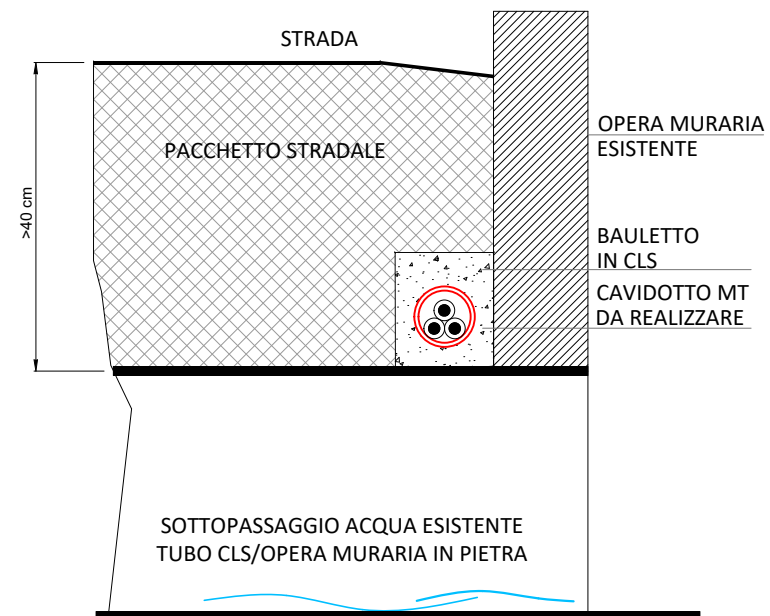 STRADA
PACCHETTO STRADALE
>40 cm
OPERA MURARIA
ESISTENTE
BAULETTO
IN CLS
CAVIDOTTO MT
DA REALIZZARE
SOTTOPASSAGGIO ACQUA ESISTENTE
TUBO CLS/OPERA MURARIA IN PIETRA